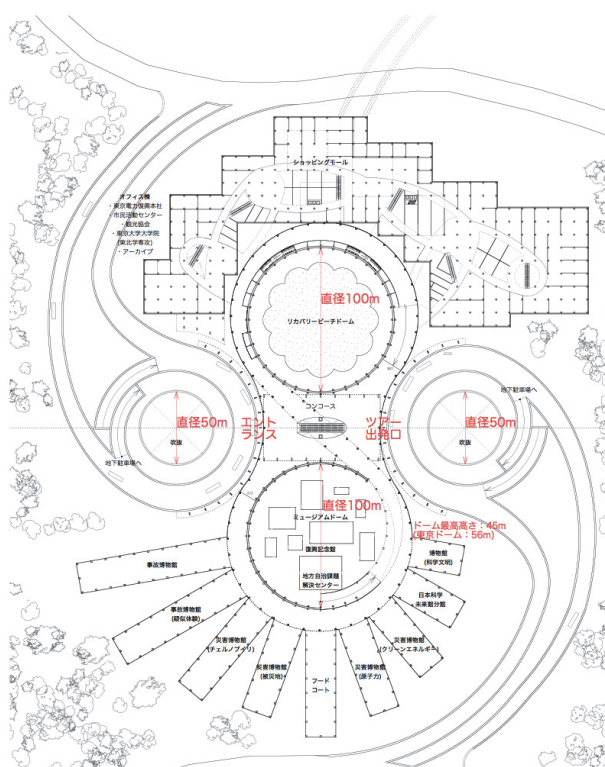 ショッピングモール
オフィス棟
・東京電力復興本社
・市民活動センター
・観光協会
・東京大学大学院
(東北学専攻)
・アーカイブ
直径100m
リカバリービーチドーム
地下駐車場へ
コンコース
直径50m
エント
ランス
ツアー
出発口
直径50m
吹抜
吹抜
地下駐車場へ
直径100m
ミュージアムドーム
ドーム最高高さ：45m
(東京ドーム：56m)
復興記念館
博物館
(科学文明)
事故博物館
地方自治課題
解決センター
日本科学
未来館分館
事故博物館
(疑似体験)
災害博物館
(チェルノブイリ)
災害博物館
(クリーンエネルギー)
災害博物館
(被災地)
フード
コート
災害博物館
(原子力)